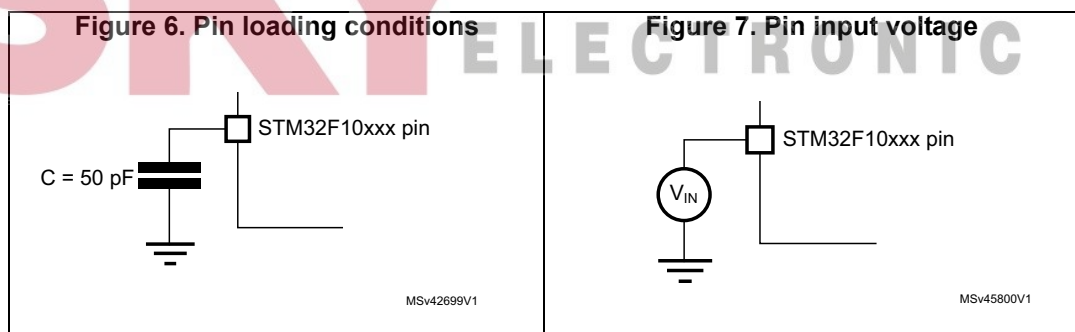 Figure 6. Pin loading conditions
Figure 7. Pin input voltage
SKY ELECTRONIC
STM32F10xxx pin
C = 50 pF
MSv42699V1
STM32F10xxx pin
VIN
MSv45800V1